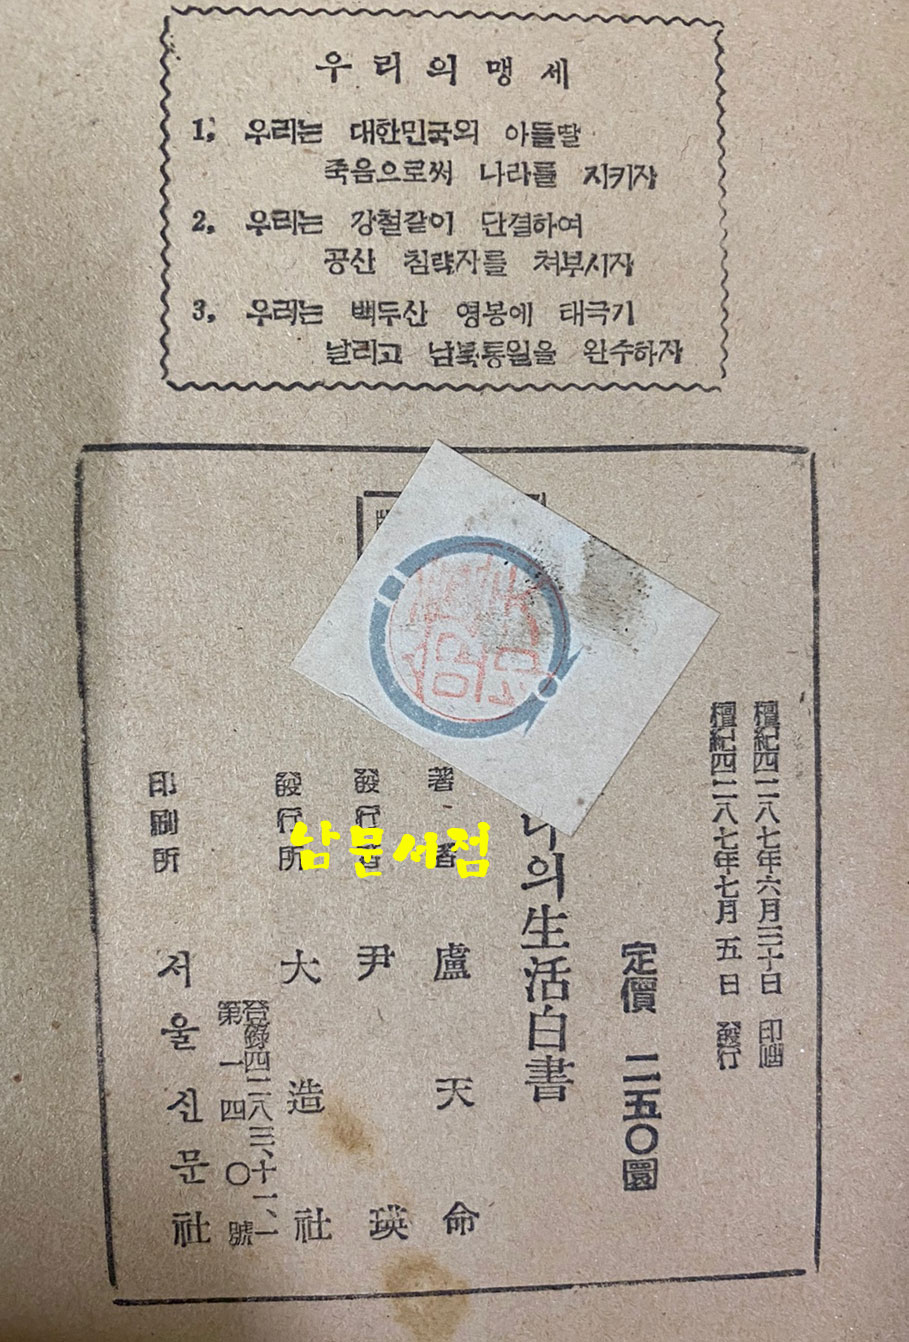 우리의 맹세
1. 우리는 대한민국의 아들딸
죽음으로써 나라를 지키자
2. 우리는 강철같이 단결하여
공산 침략자를 쳐부시자
3. 우리는 백두산 영봉에 태극기
날리고 남북통일을 완수하자
檀紀四二八七年六月三十日 印刷
檀紀四二八七年七月五日 發行
定價 二五〇圜
나의生活白書
著者 盧天命
發行者 尹瑛
發行所 大造社
登錄四二八三、十一、一
第一四〇號
印刷所 서울신문社
남문서점